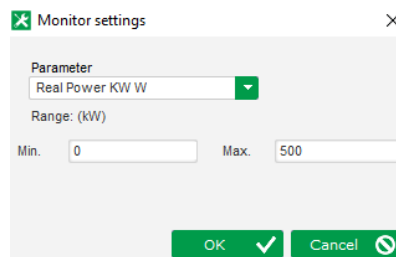 Monitor settings
Parameter
Real Power KW W
Range: (kW)
Min. 0 Max. 500
OK Cancel